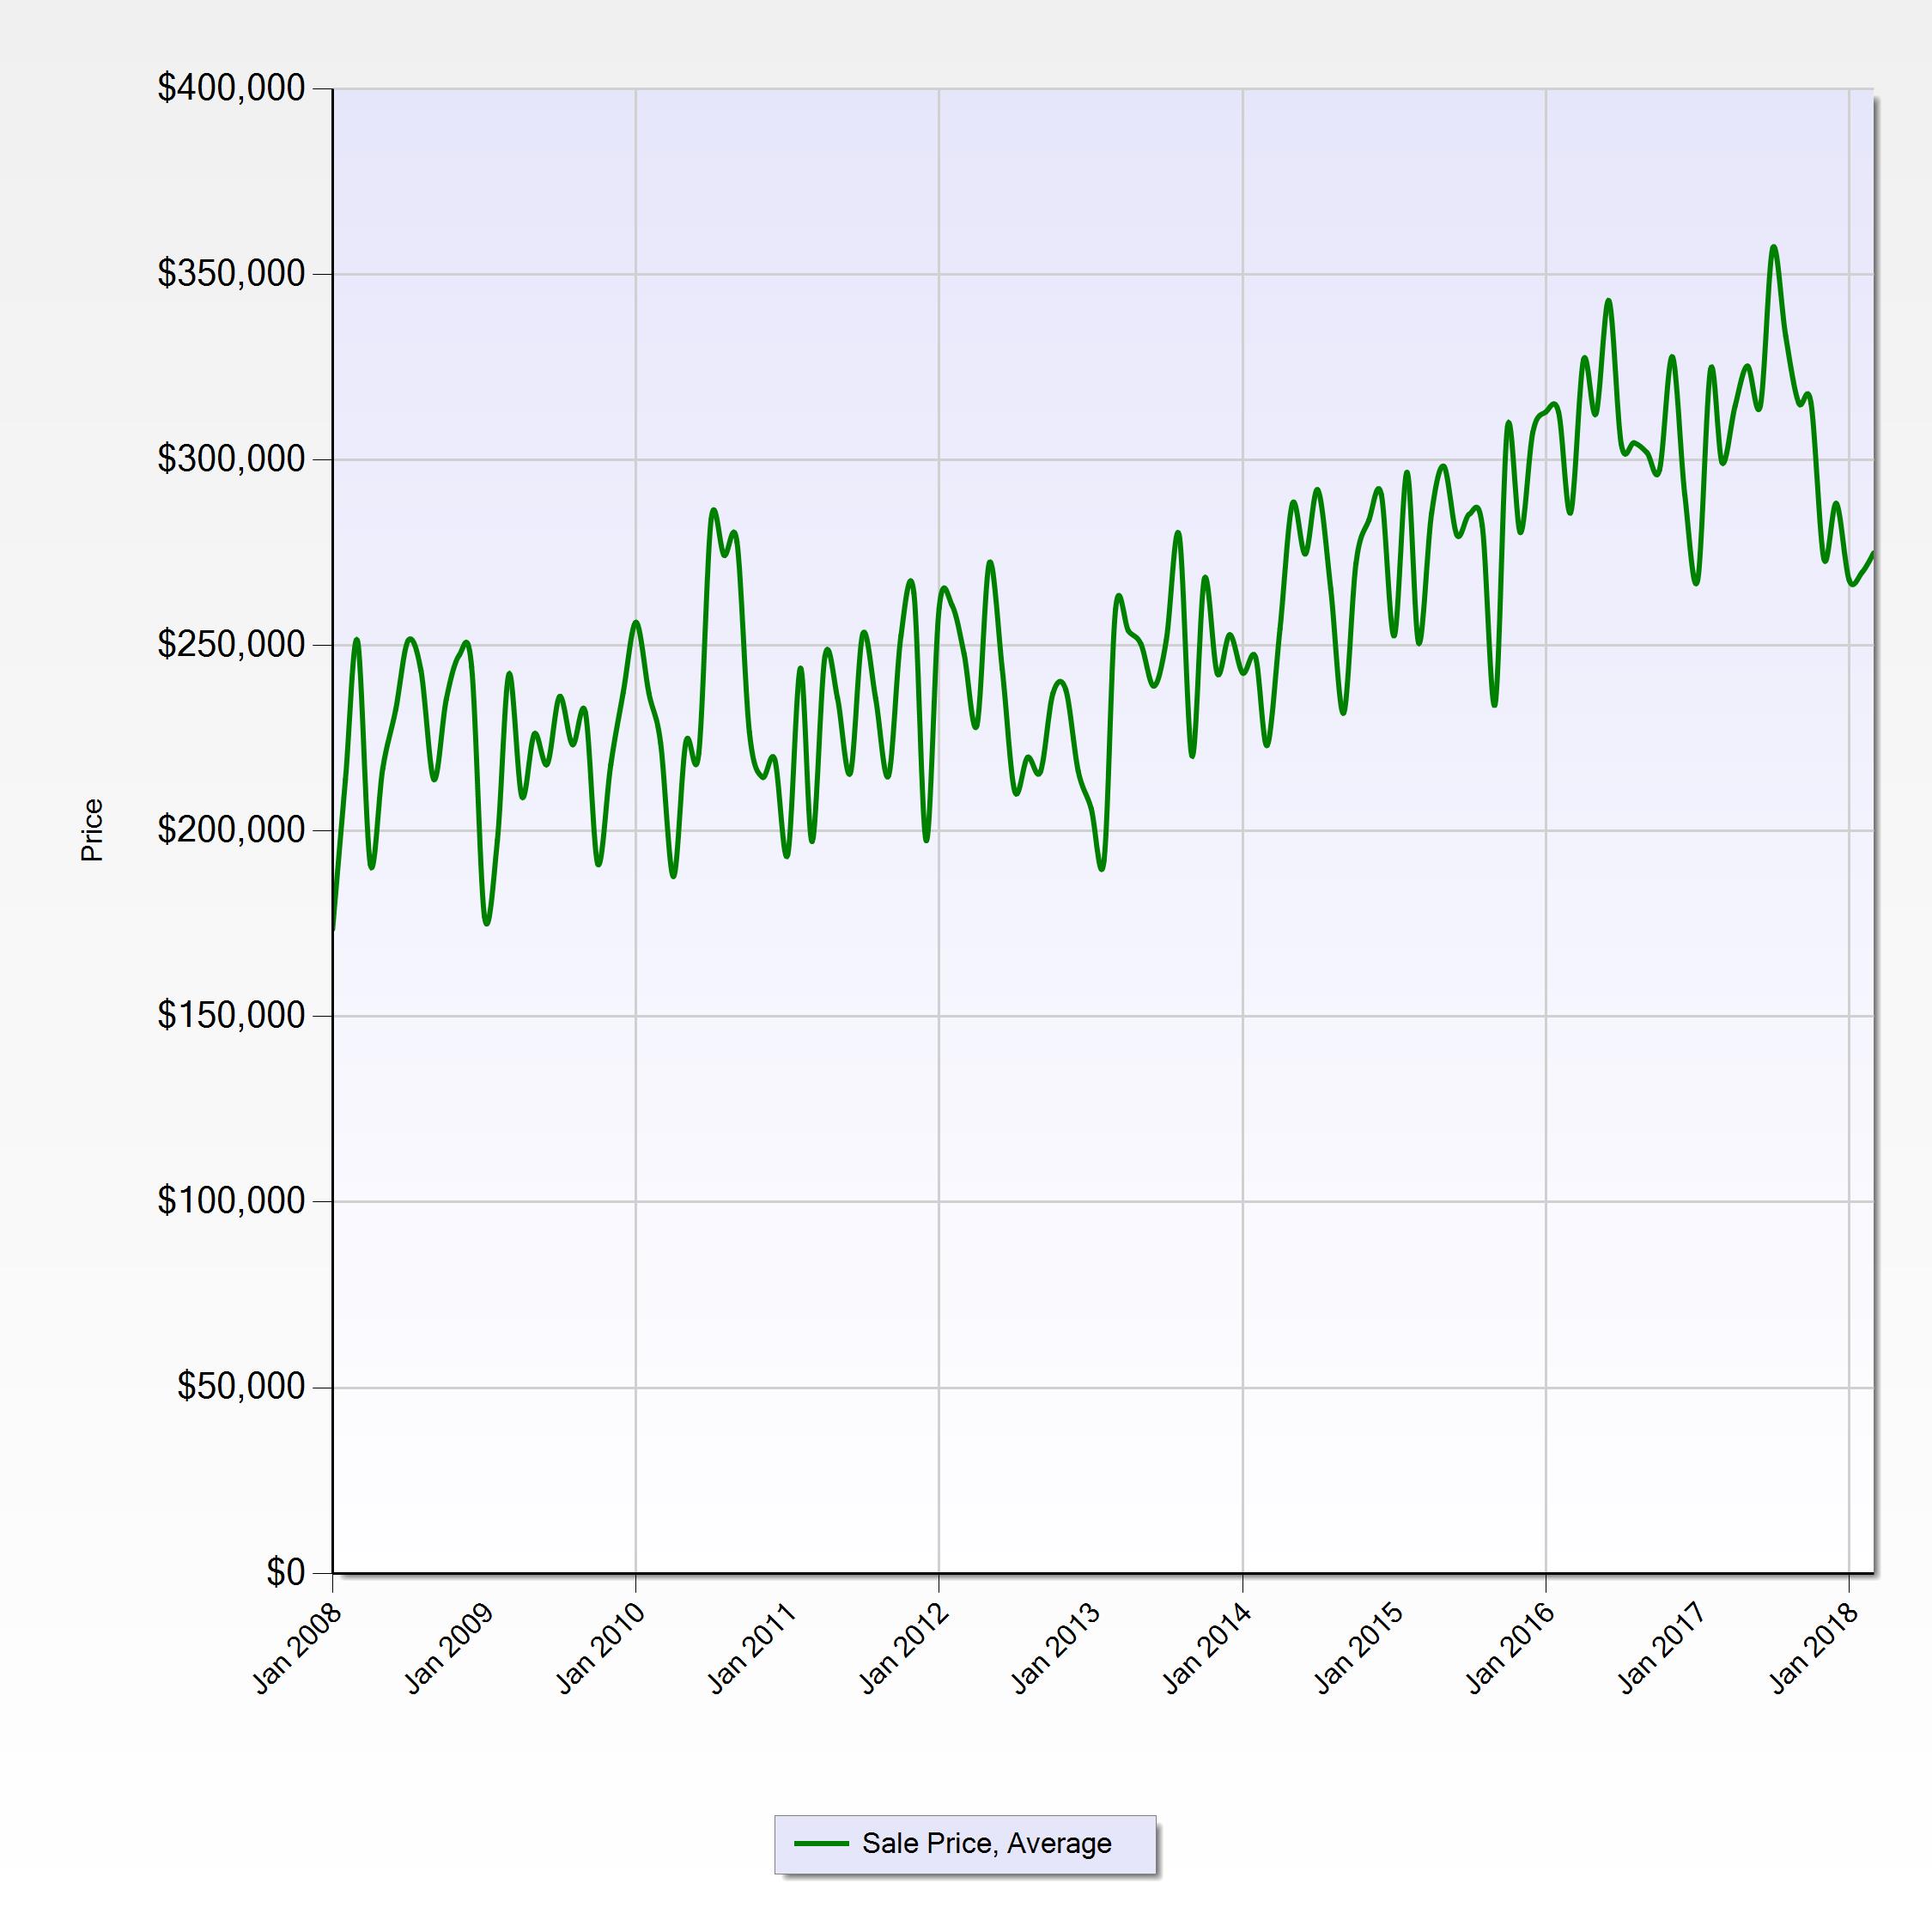 $400,000
$350,000
$300,000
$250,000
$200,000
$150,000
$100,000
$50,000
$0
Price
Jan 2008
Jan 2009
Jan 2010
Jan 2011
Jan 2012
Jan 2013
Jan 2014
Jan 2015
Jan 2016
Jan 2017
Jan 2018
Sale Price, Average